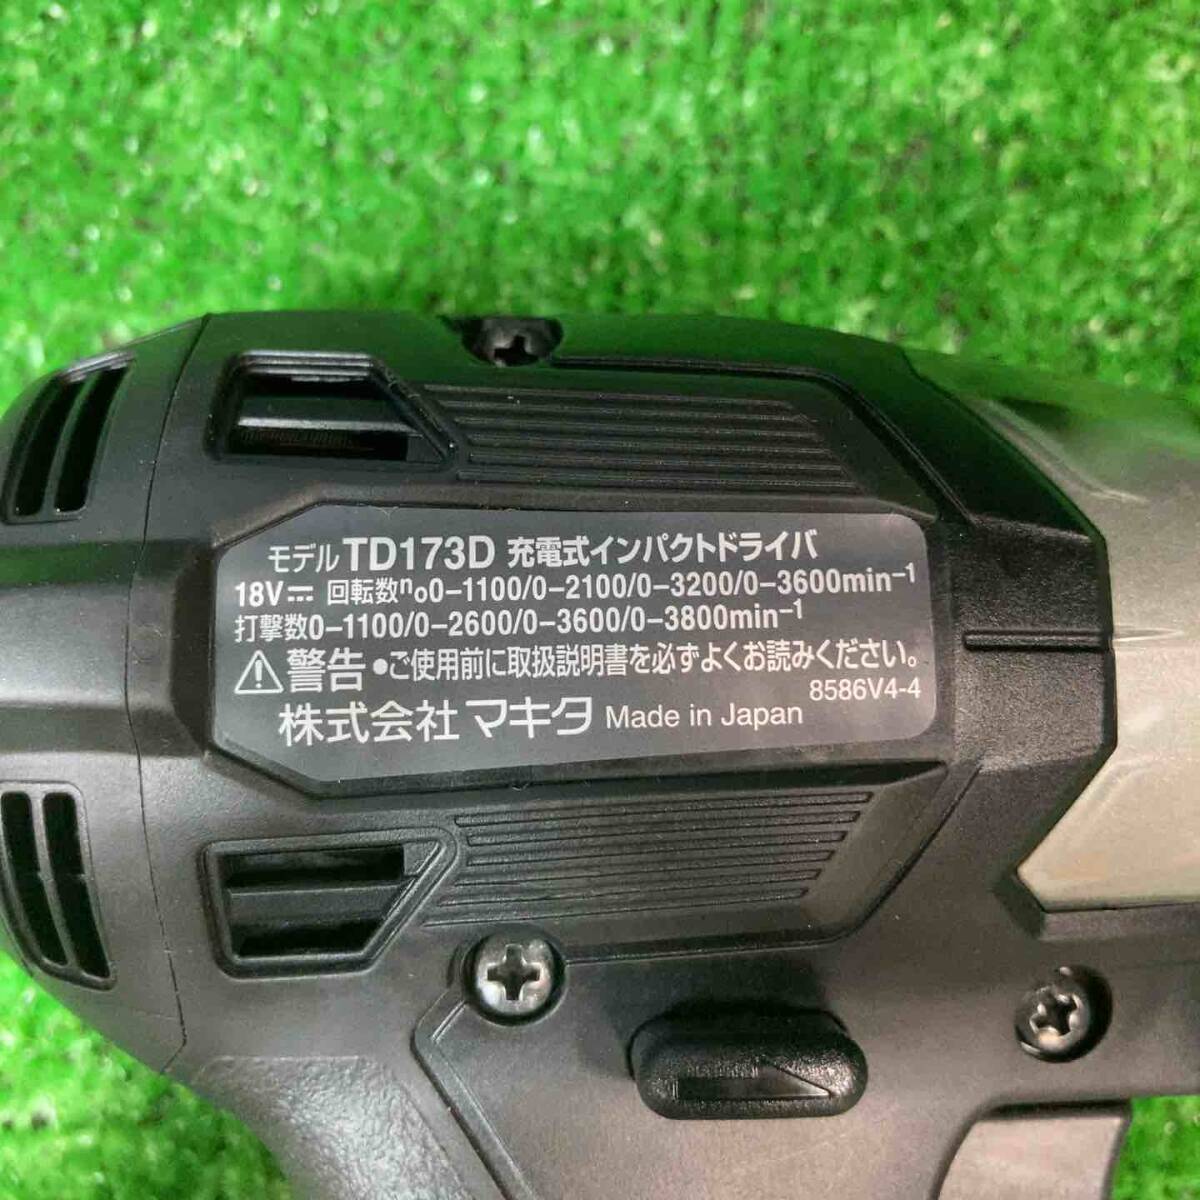 モデル TD173D 充電式インパクトドライバ
18V⎓ 回転数n₀0-1100/0-2100/0-3200/0-3600min⁻¹
打撃数0-1100/0-2600/0-3600/0-3800min⁻¹
⚠警告 ●ご使用前に取扱説明書を必ずよくお読みください。
8586V4-4
株式会社マキタ Made in Japan